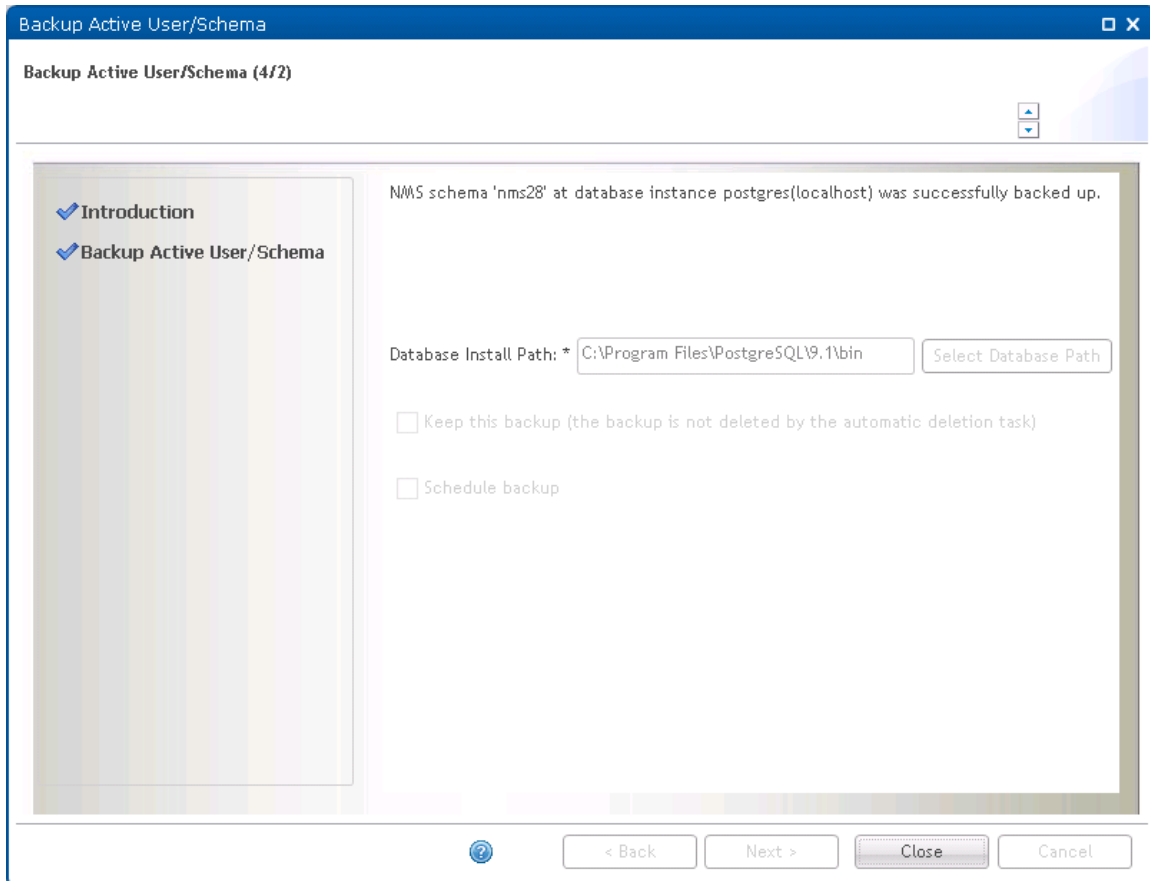 Backup Active User/Schema
Backup Active User/Schema (4/2)
Introduction
Backup Active User/Schema
NMS schema 'nms28' at database instance postgres(localhost) was successfully backed up.
Database Install Path: * C:\Program Files\PostgreSQL\9.1\bin Select Database Path
Keep this backup (the backup is not deleted by the automatic deletion task)
Schedule backup
? < Back Next > Close Cancel